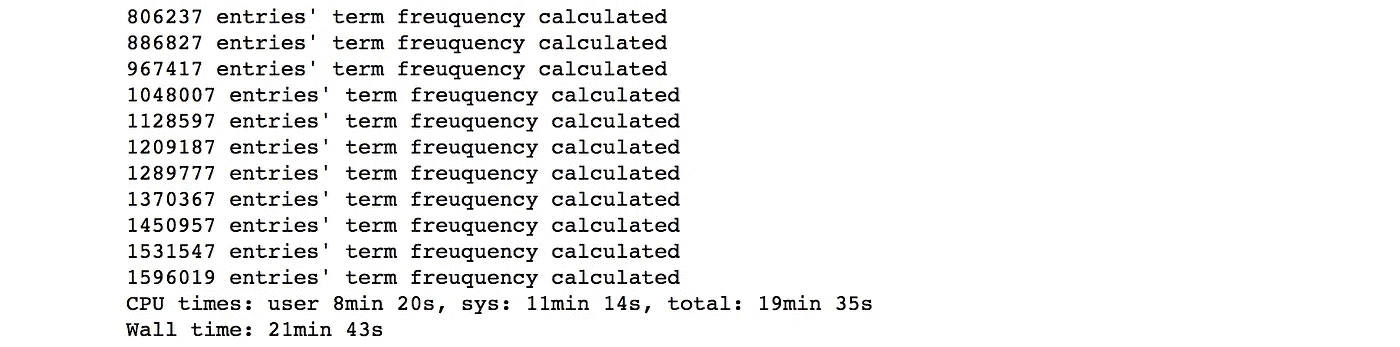 806237 entries' term freuquency calculated
886827 entries' term freuquency calculated
967417 entries' term freuquency calculated
1048007 entries' term freuquency calculated
1128597 entries' term freuquency calculated
1209187 entries' term freuquency calculated
1289777 entries' term freuquency calculated
1370367 entries' term freuquency calculated
1450957 entries' term freuquency calculated
1531547 entries' term freuquency calculated
1596019 entries' term freuquency calculated
CPU times: user 8min 20s, sys: 11min 14s, total: 19min 35s
Wall time: 21min 43s